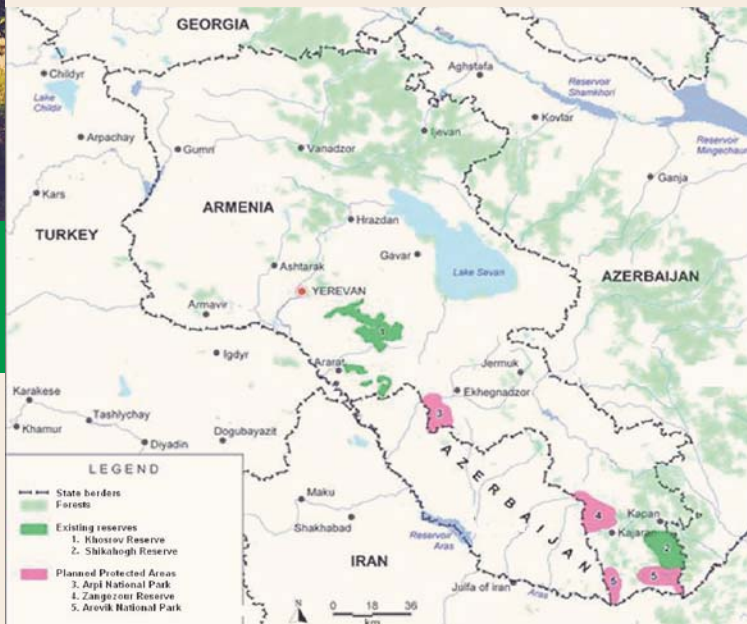 GEORGIA
Kura
Childyr
Aghstafa
Reservoir
Shamkhori
Lake
Childir
Arpachay
Gumri
Vanadzor
Ijevan
Kovlar
Reservoir
Mingechaur
Ganja
Kars
ARMENIA
Hrazdan
TURKEY
Gavar
Lake Sevan
AZERBAIJAN
Ashtarak
YEREVAN
Armavir
1
Igdyr
Ararat
Jermuk
Ekhegnadzor
Karakese
3
Tashlychay
Khamur
Diyadin
Dogubayazit
AZERBAIJAN
LEGEND
State borders
Forests
Existing reserves
1. Khosrov Reserve
2. Shikahogh Reserve
Planned Protected Areas
3. Arpi National Park
4. Zangezour Reserve
5. Arevik National Park
Maku
Shakhabad
Reservoir
Aras
4
Kapan
Kajaran
2
IRAN
Julfa of iran
Aras
5
5
N
0 18 36
km